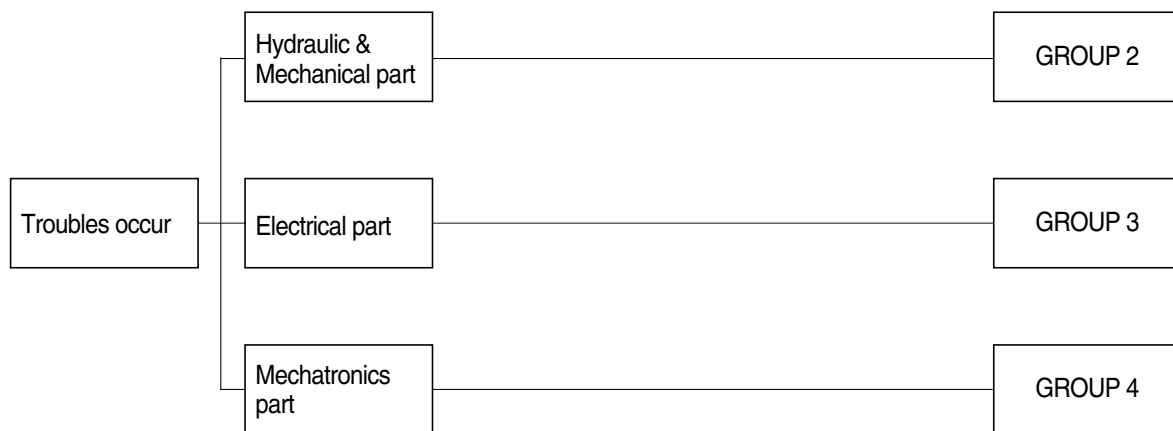 Hydraulic &
Mechanical part
GROUP 2
Troubles occur
Electrical part
GROUP 3
Mechatronics
part
GROUP 4